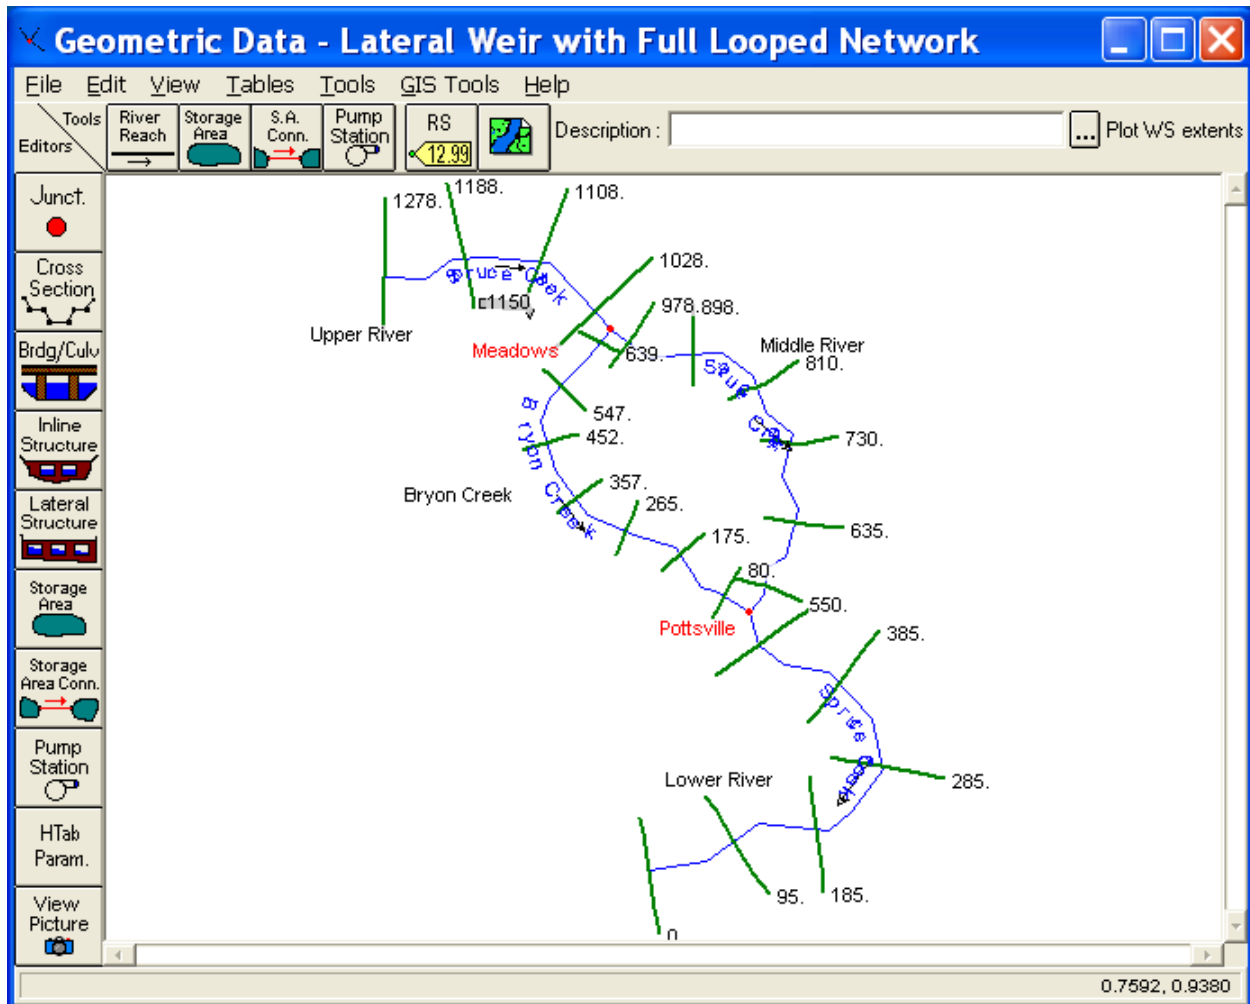 Geometric Data - Lateral Weir with Full Looped Network
File Edit View Tables Tools GIS Tools Help
Tools
Editors
River
Reach
Storage
Area
S.A.
Conn.
Pump
Station
RS
12.99
Description :
...
Plot WS extents
Junct.
Cross
Section
Brdg/Culv
Inline
Structure
Lateral
Structure
Storage
Area
Storage
Area Conn.
Pump
Station
HTab
Param.
View
Picture
1278.
1188.
1108.
1150
Upper River
1028.
Meadows
978.
898.
639.
Middle River
810.
547.
452.
730.
Bryon Creek
Bryon Creek
357.
265.
635.
175.
80.
550.
Pottsville
385.
Lower River
285.
95.
185.
0.7592, 0.9380